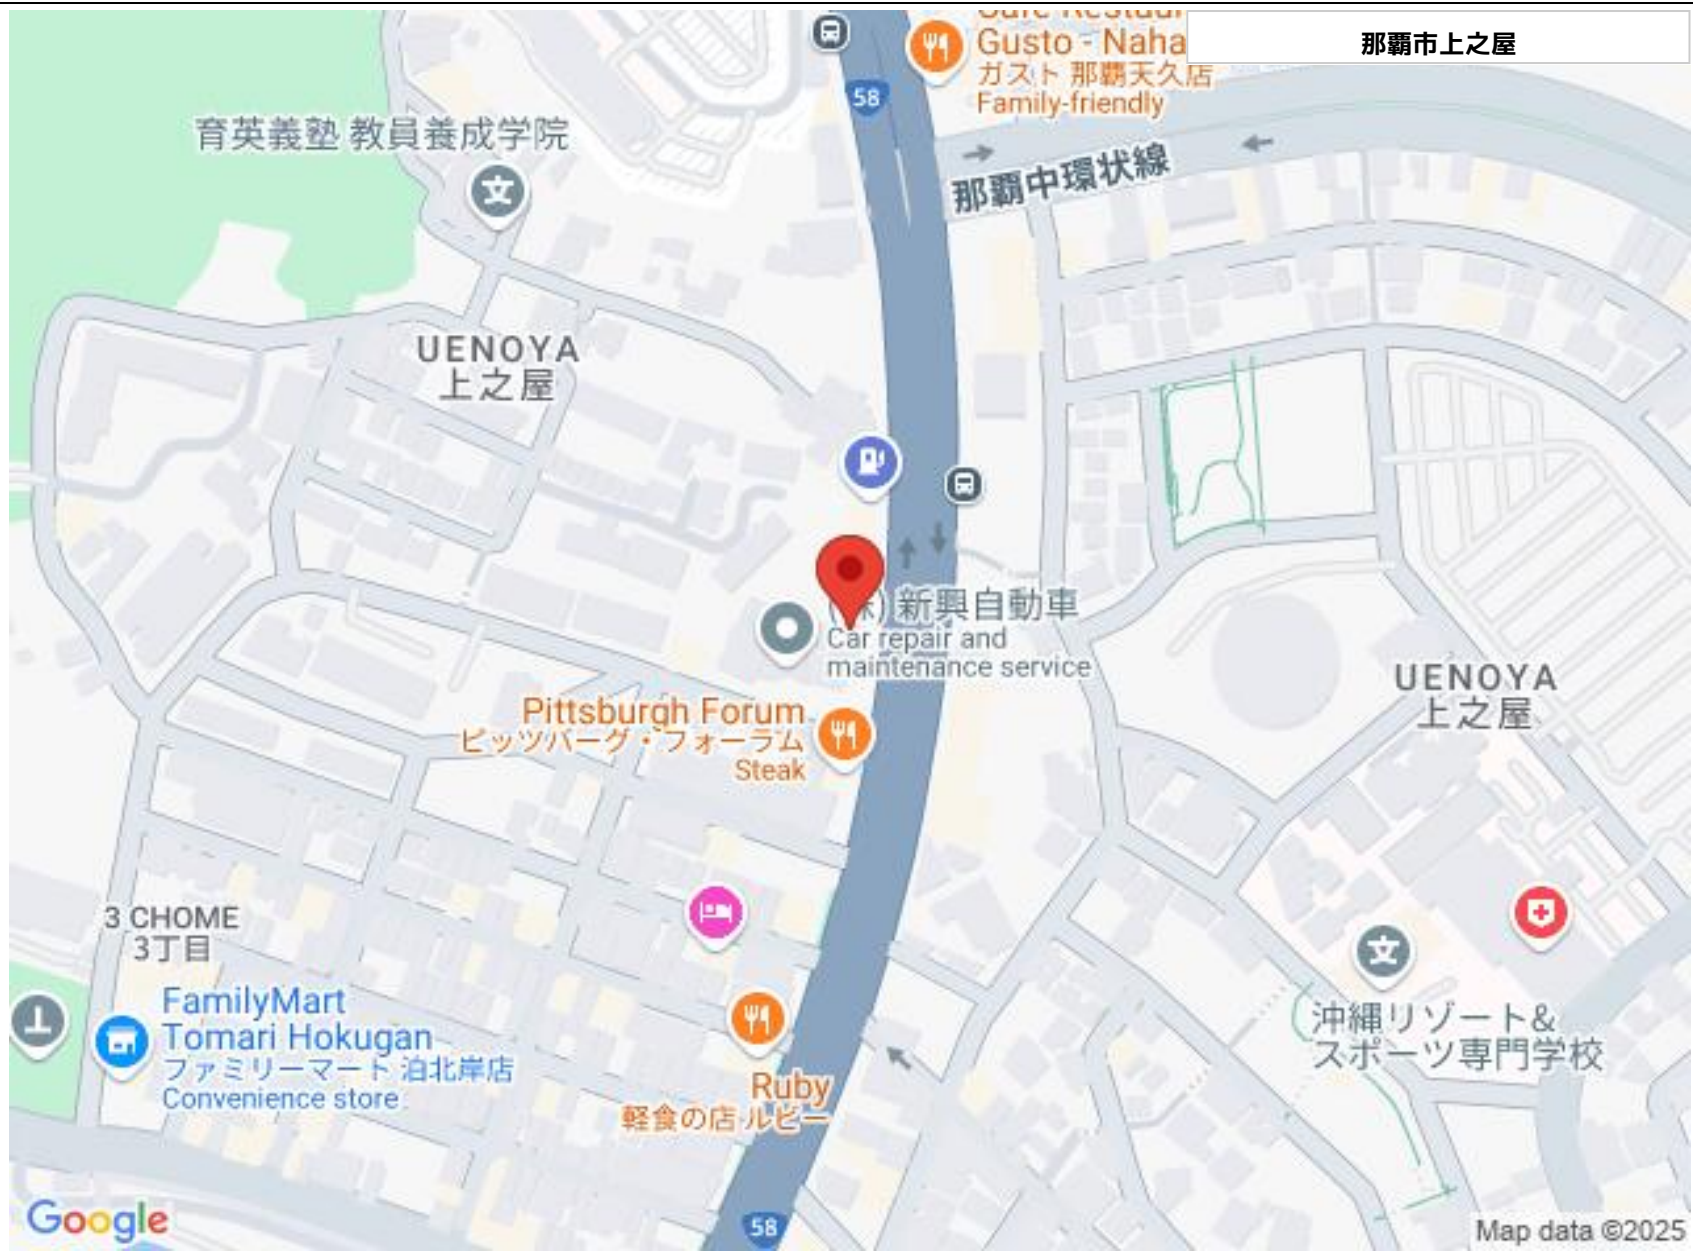 Gusto - Naha
ガスト 那覇天久店
Family-friendly
那覇市上之屋
58
育英義塾 教員養成学院
那覇中環状線
UENOYA
上之屋
新興自動車
Car repair and
maintenance service
UENOYA
上之屋
Pittsburgh Forum
ピッツバーグ・フォーラム
Steak
3 CHOME
3丁目
FamilyMart
Tomari Hokugan
ファミリーマート 泊北岸店
Convenience store
沖縄リゾート&
スポーツ専門学校
Ruby
軽食の店 ルビー
58
Google
Map data ©2025